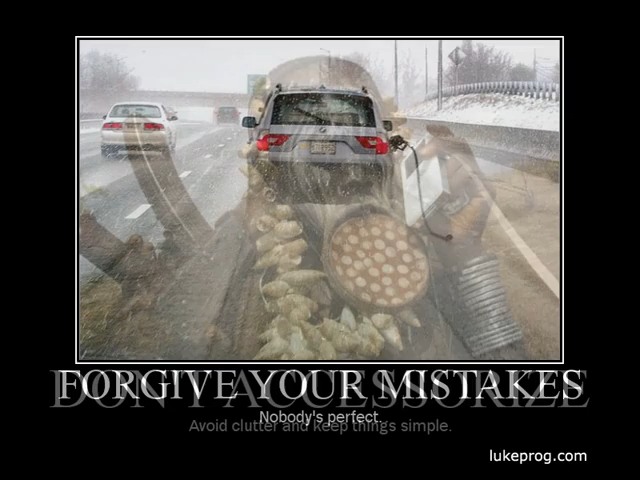 FORGIVE YOUR MISTAKES
DON'T ACCESSORIZE
Nobody's perfect.
Avoid clutter and keep things simple.
lukeprog.com